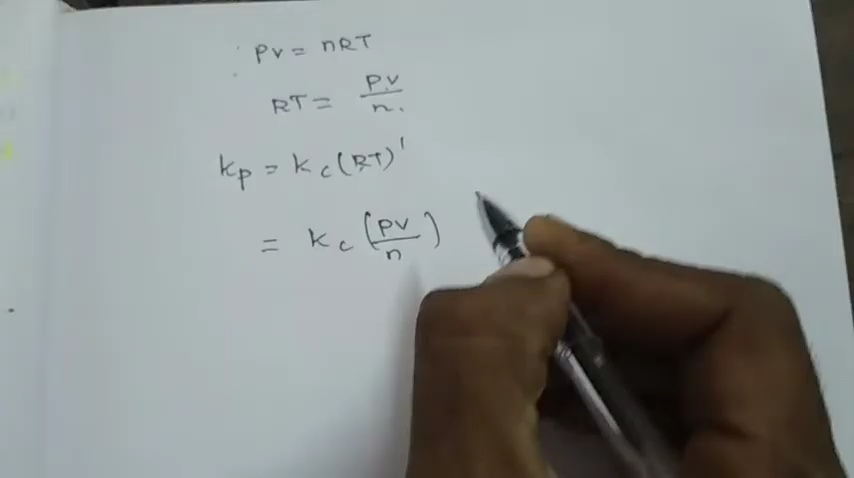 PV = nRT
RT = PV/n.
Kp = Kc(RT)¹
= Kc(PV/n)